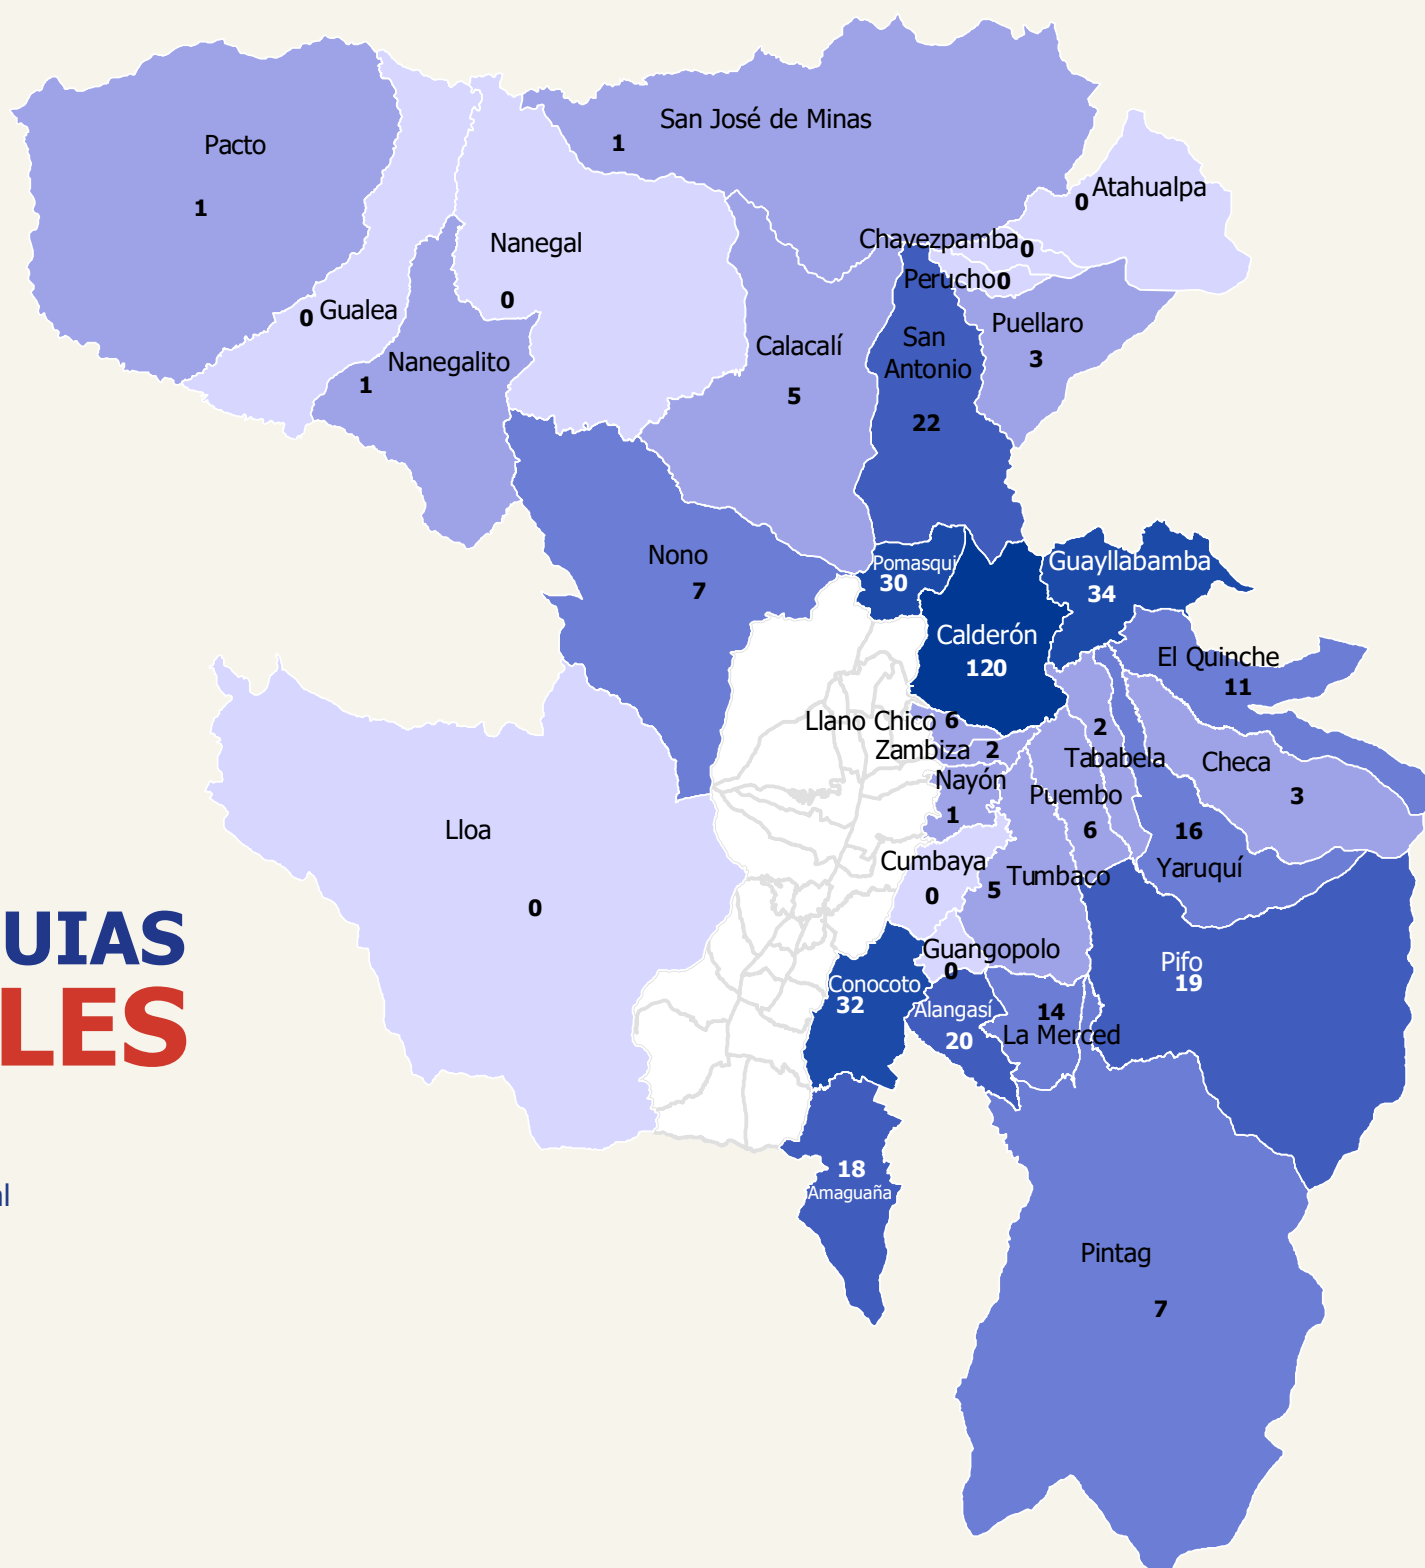 San José de Minas
1
Pacto
1
Atahualpa
0
Nanegal
0
Chavezpamba
0
Perucho
0
Gualea
0
Puellaro
3
San
Antonio
22
Calacalí
5
Nanegalito
1
Nono
7
Pomasqui
30
Guayllabamba
34
Calderón
120
El Quinche
11
Llano Chico 6
Zambiza 2
2
Tababela
Checa
3
Nayón
1
Puembo
6
16
Yaruquí
Lloa
0
Cumbaya
0
5 Tumbaco
UIAS
LES
Guangopolo
0
Pifo
19
Conocoto
32
Alangasí
20
14
La Merced
18
Amaguaña
al
Pintag
7